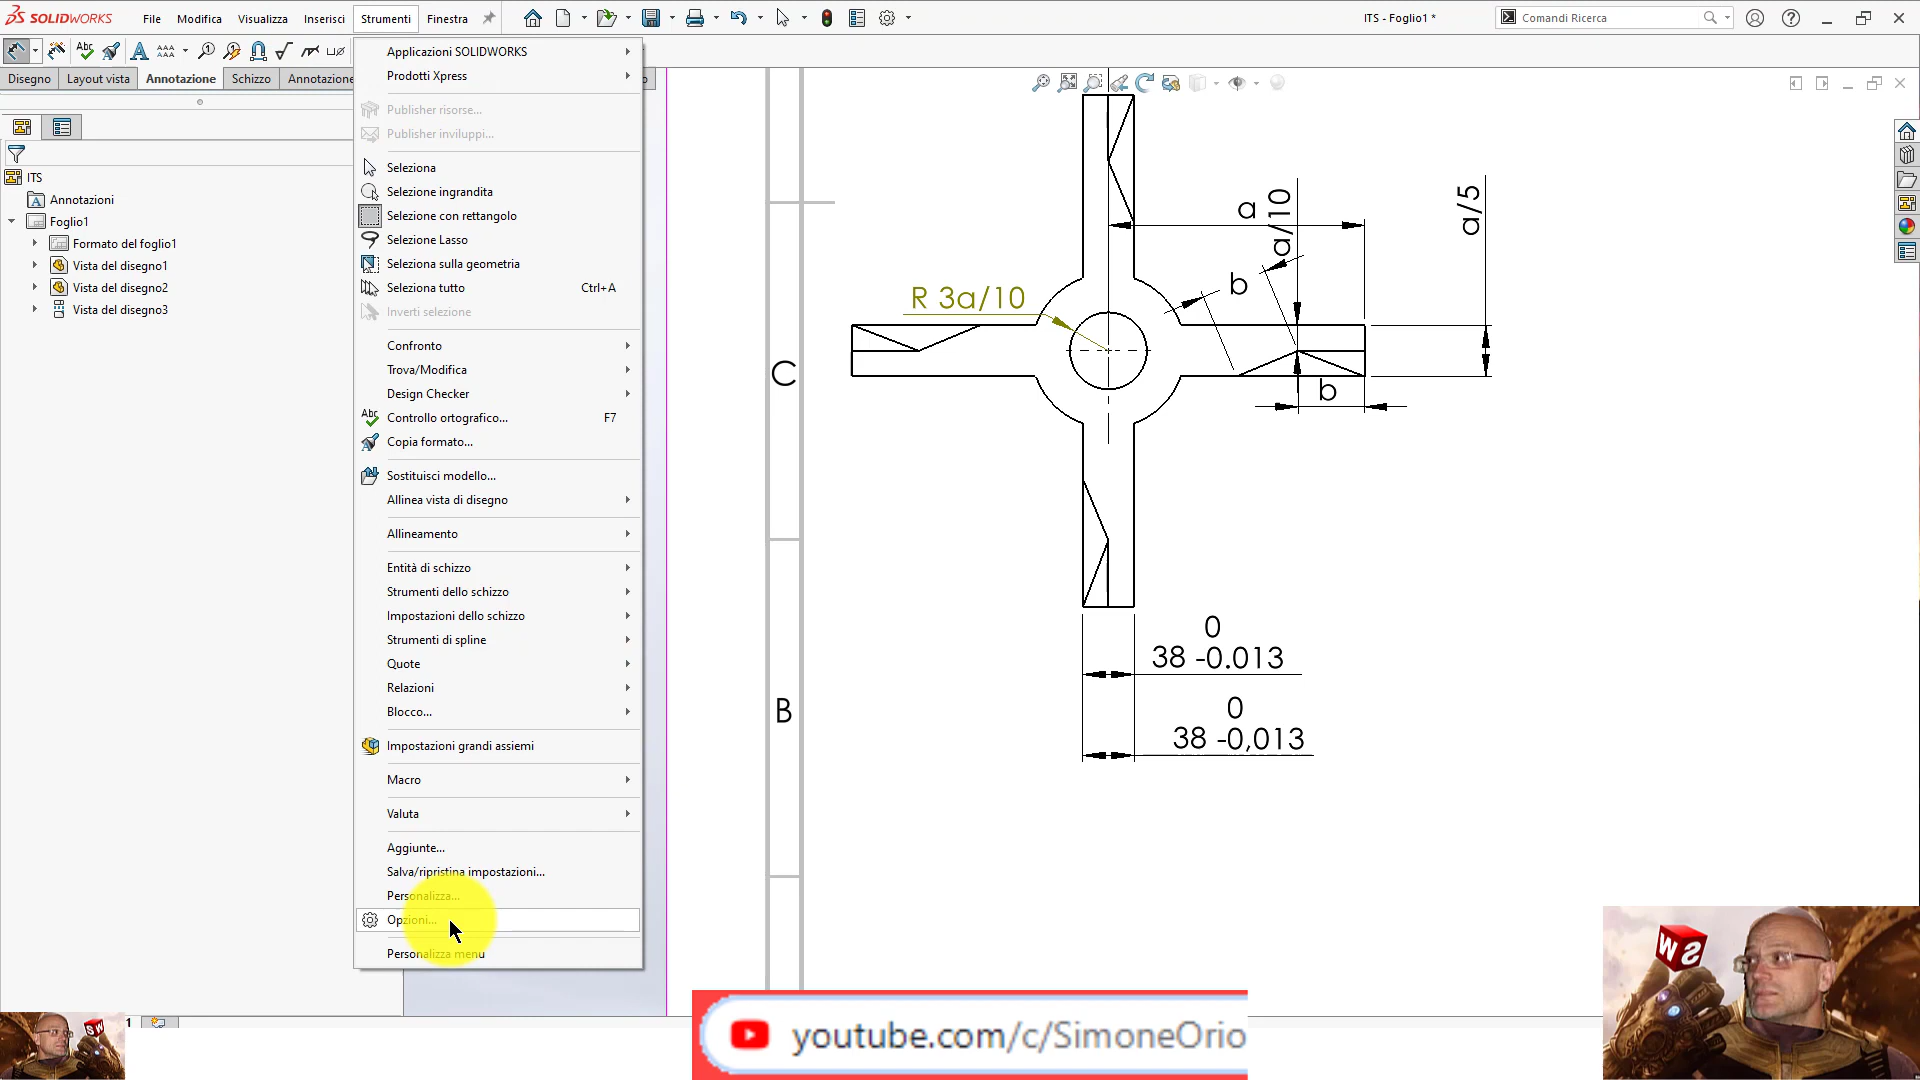 SOLIDWORKS
File
Modifica
Visualizza
Inserisci
Strumenti
Finestra
ITS - Foglio1 *
Comandi Ricerca
Disegno
Layout vista
Annotazione
Schizzo
Annotazione
Applicazioni SOLIDWORKS
Prodotti Xpress
Publisher risorse...
Publisher inviluppi...
Seleziona
Selezione ingrandita
Selezione con rettangolo
Selezione Lasso
Seleziona sulla geometria
Seleziona tutto Ctrl+A
Inverti selezione
Confronto
Trova/Modifica
Design Checker
Controllo ortografico... F7
Copia formato...
Sostituisci modello...
Allinea vista di disegno
Allineamento
Entità di schizzo
Strumenti dello schizzo
Impostazioni dello schizzo
Strumenti di spline
Quote
Relazioni
Blocco...
Impostazioni grandi assiemi
Macro
Valuta
Aggiunte...
Salva/ripristina impostazioni...
Personalizza...
Opzioni...
Personalizza menu
ITS
Annotazioni
Foglio1
Formato del foglio1
Vista del disegno1
Vista del disegno2
Vista del disegno3
C
B
a
a/10
a/5
b
b
R 3a/10
0
38 -0.013
0
38 -0,013
youtube.com/c/SimoneOrio
1